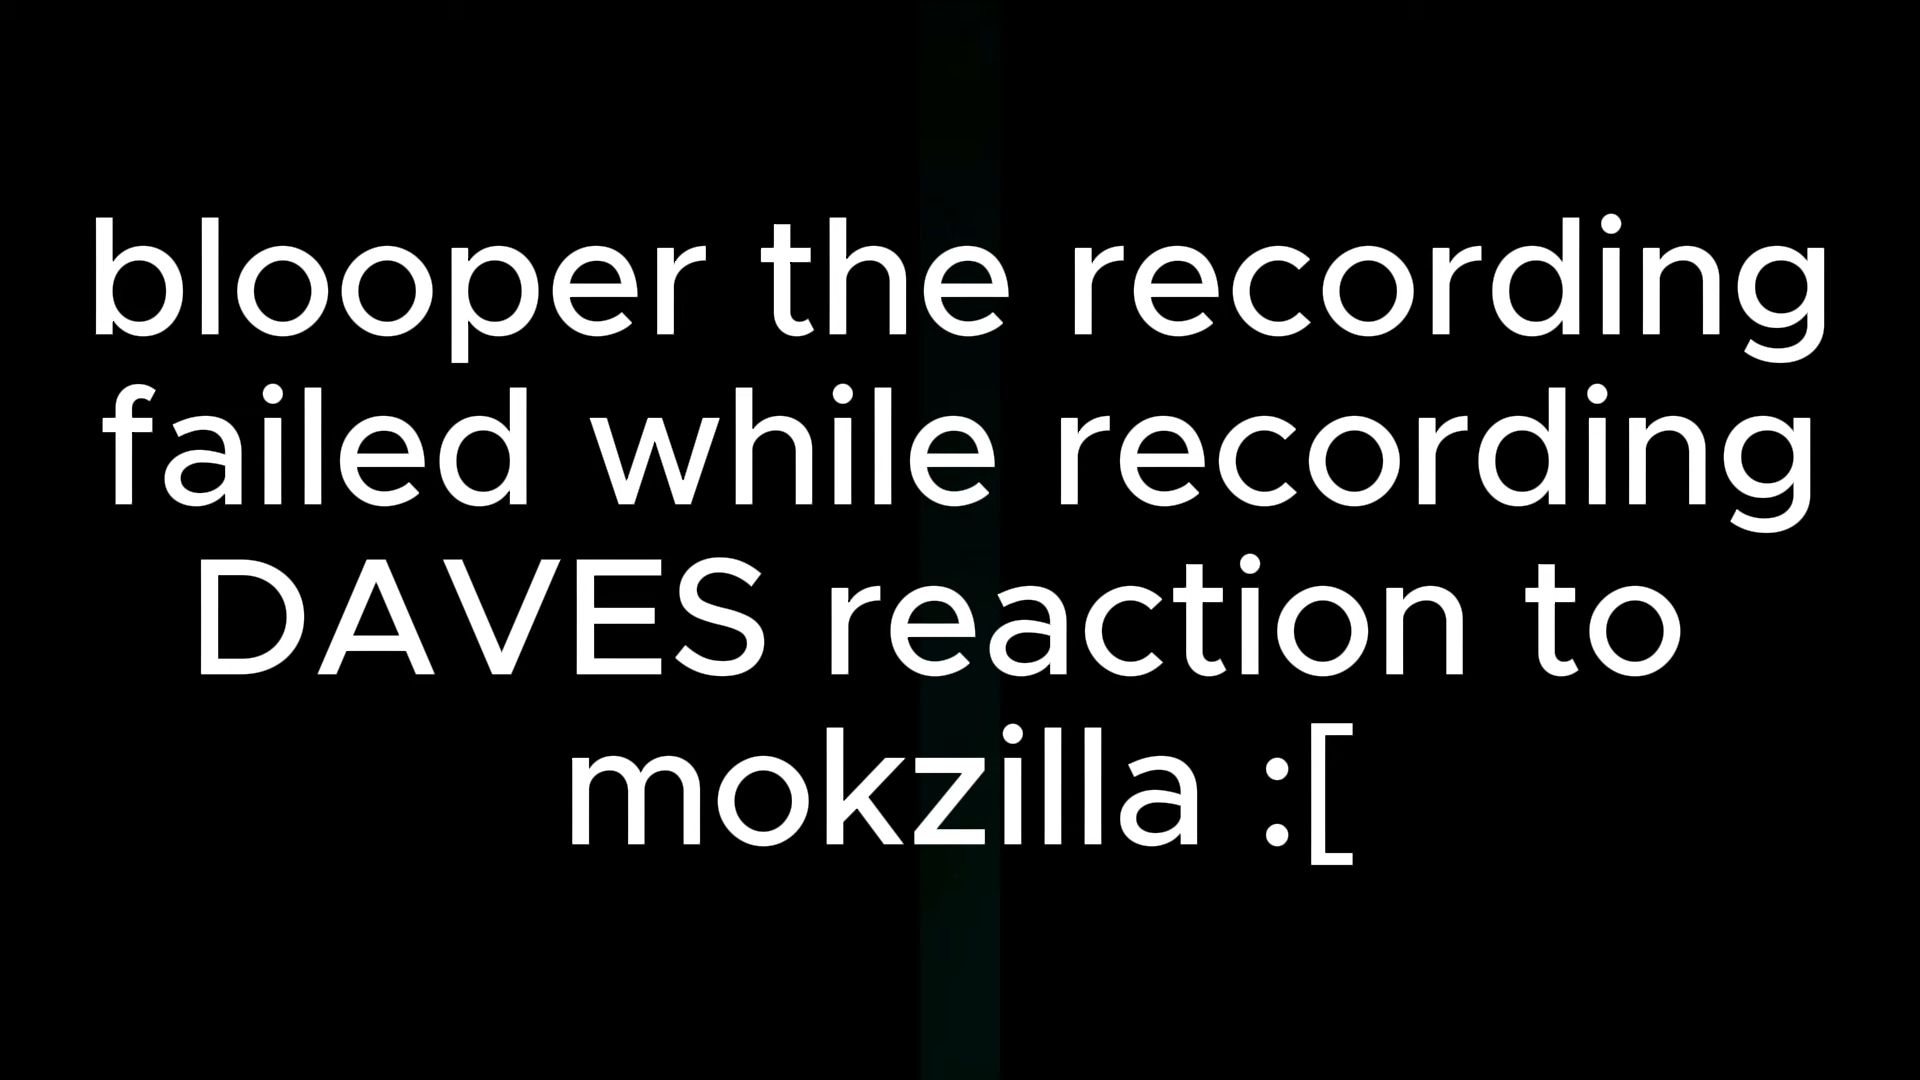 blooper the recording
failed while recording
DAVES reaction to
mokzilla :[